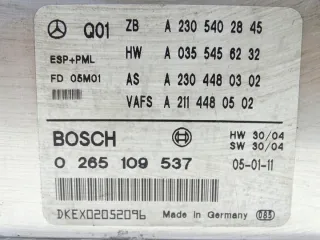 Q01 ZB A 230 540 28 45
ESP+PML HW A 035 545 62 32
FD 05M01 AS A 230 448 03 02
VAFS A 211 448 05 02
BOSCH HW 30/04
SW 30/04
0 265 109 537 05-01-11
DKEX02052096 Made in Germany 065